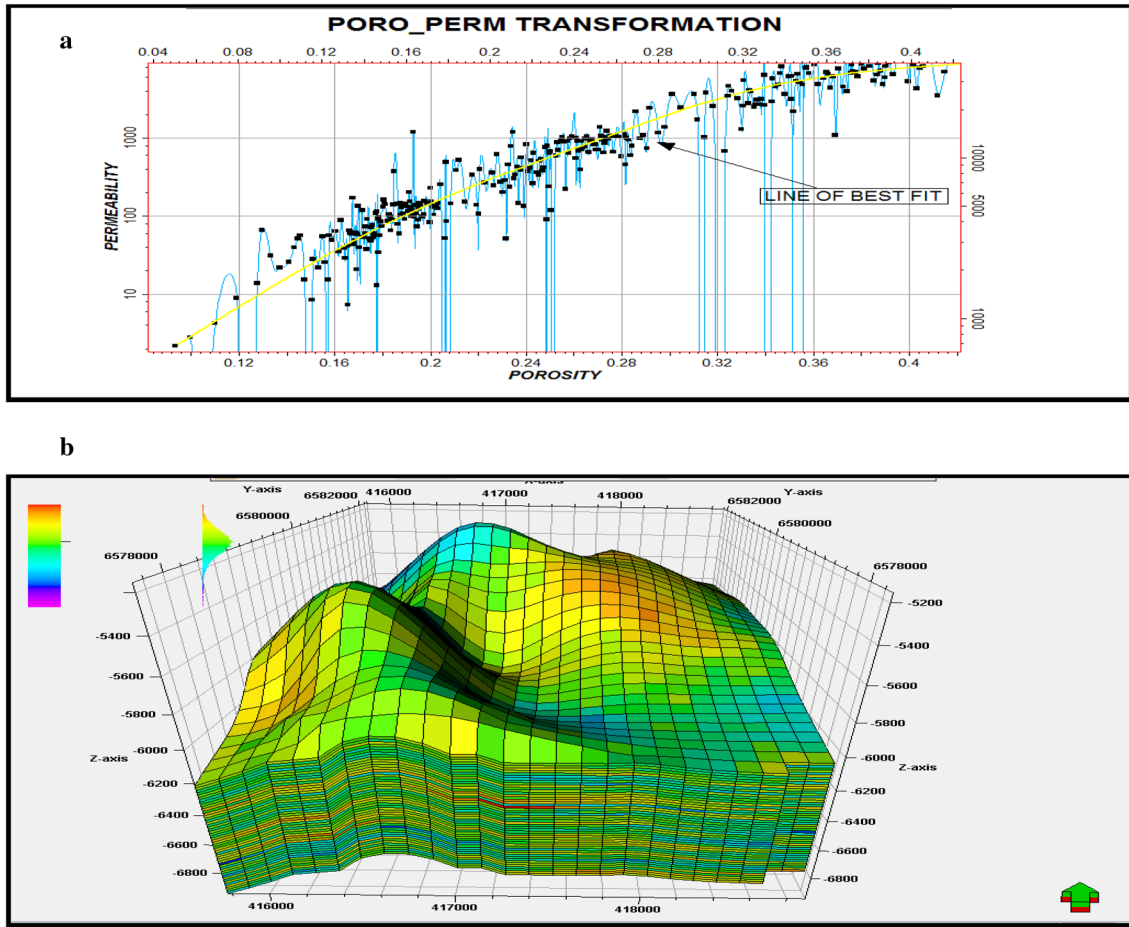 PORO_PERM TRANSFORMATION
a
0.04 0.08 0.12 0.16 0.2 0.24 0.28 0.32 0.36 0.4
PERMEABILITY
1000
100
10
10000
5000
1000
LINE OF BEST FIT
0.12 0.16 0.2 0.24 0.28 0.32 0.36 0.4
POROSITY
b
Y-axis 6582000 416000 417000 418000 6582000 Y-axis
6580000 6580000
6578000 6578000
-5400 -5600 -5800 -6000
Z-axis
-6200 -6400 -6600 -6800
-5200 -5400 -5600 -5800 -6000
Z-axis
-6200 -6400 -6600 -6800
416000 417000 418000